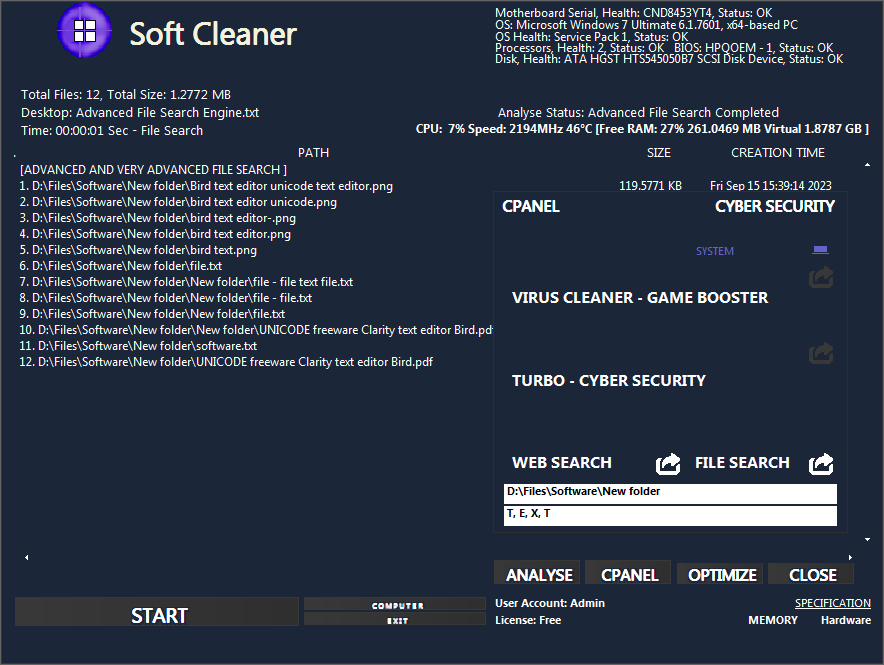 Soft Cleaner
Motherboard Serial, Health: CND8453YT4, Status: OK
OS: Microsoft Windows 7 Ultimate 6.1.7601, x64-based PC
OS Health: Service Pack 1, Status: OK
Processors, Health: 2, Status: OK BIOS: HPQOEM - 1, Status: OK
Disk, Health: ATA HGST HTS545050B7 SCSI Disk Device, Status: OK
Total Files: 12, Total Size: 1.2772 MB
Desktop: Advanced File Search Engine.txt
Time: 00:00:01 Sec - File Search
Analyse Status: Advanced File Search Completed
CPU: 7% Speed: 2194MHz 46°C [Free RAM: 27% 261.0469 MB Virtual 1.8787 GB ]
PATH SIZE CREATION TIME
[ADVANCED AND VERY ADVANCED FILE SEARCH ]
1. D:\Files\Software\New folder\Bird text editor unicode text editor.png 119.5771 KB Fri Sep 15 15:39:14 2023
2. D:\Files\Software\New folder\bird text editor unicode.png
3. D:\Files\Software\New folder\bird text editor-.png
4. D:\Files\Software\New folder\bird text editor.png
5. D:\Files\Software\New folder\bird text.png
6. D:\Files\Software\New folder\file.txt
7. D:\Files\Software\New folder\New folder\file - file text file.txt
8. D:\Files\Software\New folder\New folder\file - file.txt
9. D:\Files\Software\New folder\New folder\file.txt
10. D:\Files\Software\New folder\New folder\UNICODE freeware Clarity text editor Bird.pdf
11. D:\Files\Software\New folder\software.txt
12. D:\Files\Software\New folder\UNICODE freeware Clarity text editor Bird.pdf
CPANEL CYBER SECURITY
SYSTEM
VIRUS CLEANER - GAME BOOSTER
TURBO - CYBER SECURITY
WEB SEARCH FILE SEARCH
D:\Files\Software\New folder
T, E, X, T
ANALYSE CPANEL OPTIMIZE CLOSE
START
COMPUTER
EXIT
User Account: Admin SPECIFICATION
License: Free MEMORY Hardware